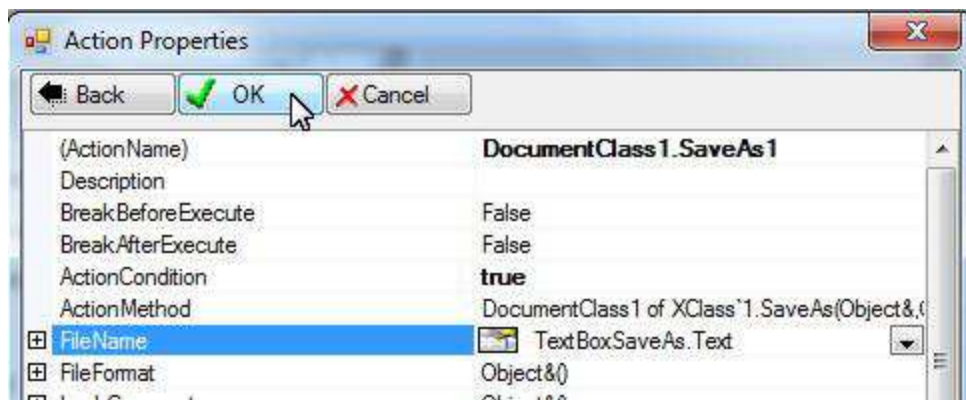 Action Properties
Back OK Cancel
(ActionName) DocumentClass1.SaveAs1
Description
BreakBeforeExecute False
BreakAfterExecute False
ActionCondition true
ActionMethod DocumentClass1 of XClass`1.SaveAs(Object&,
FileName TextBoxSaveAs.Text
FileFormat Object&()